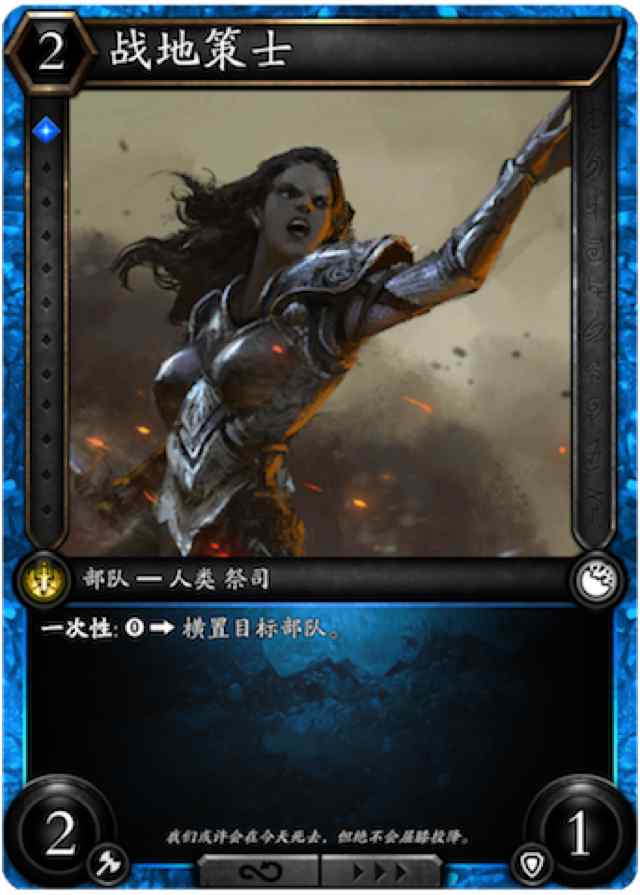 2 战地策士
部队 — 人类 祭司
一次性: 0 ➡ 横置目标部队。
我们或许会在今天死去，但绝不会屈膝投降。
2
1